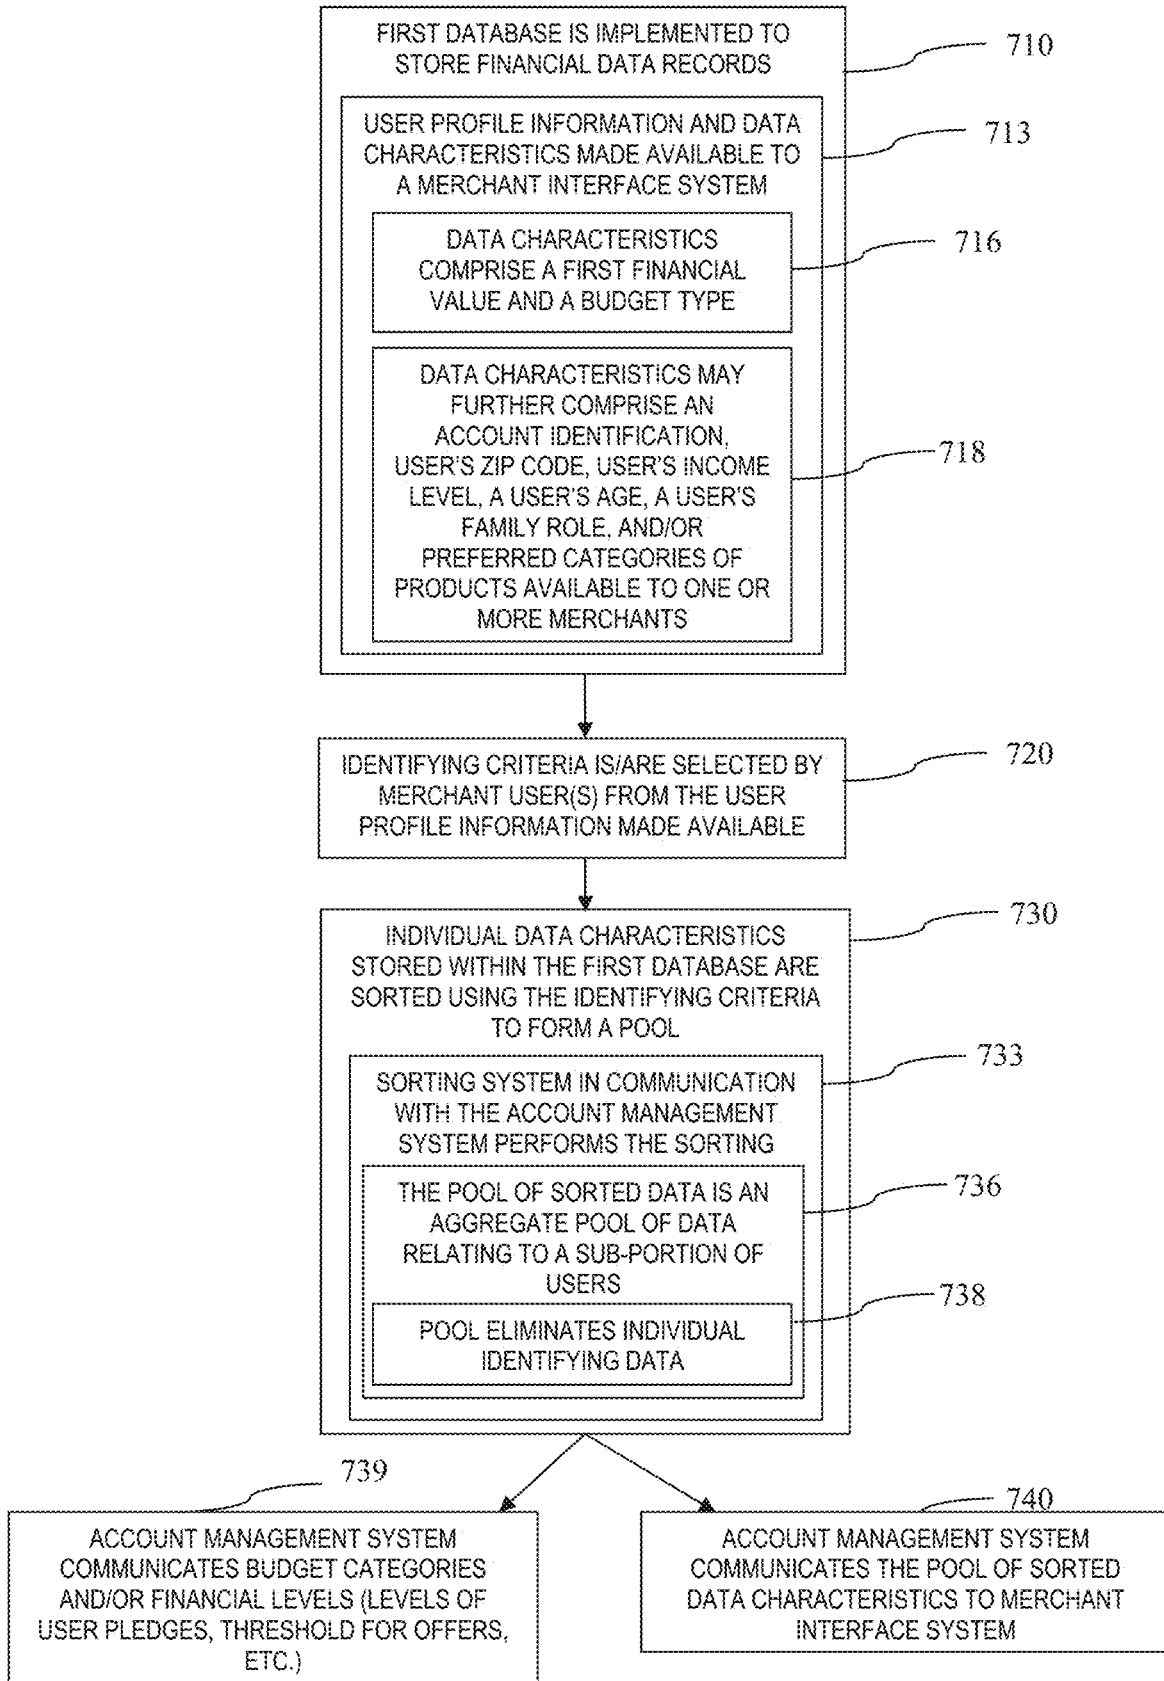 FIRST DATABASE IS IMPLEMENTED TO
STORE FINANCIAL DATA RECORDS
710
USER PROFILE INFORMATION AND DATA
CHARACTERISTICS MADE AVAILABLE TO
A MERCHANT INTERFACE SYSTEM
713
DATA CHARACTERISTICS
COMPRISE A FIRST FINANCIAL
VALUE AND A BUDGET TYPE
716
DATA CHARACTERISTICS MAY
FURTHER COMPRISE AN
ACCOUNT IDENTIFICATION,
USER'S ZIP CODE, USER'S INCOME
LEVEL, A USER'S AGE, A USER'S
FAMILY ROLE, AND/OR
PREFERRED CATEGORIES OF
PRODUCTS AVAILABLE TO ONE OR
MORE MERCHANTS
718
IDENTIFYING CRITERIA IS/ARE SELECTED BY
MERCHANT USER(S) FROM THE USER
PROFILE INFORMATION MADE AVAILABLE
720
INDIVIDUAL DATA CHARACTERISTICS
STORED WITHIN THE FIRST DATABASE ARE
SORTED USING THE IDENTIFYING CRITERIA
TO FORM A POOL
730
SORTING SYSTEM IN COMMUNICATION
WITH THE ACCOUNT MANAGEMENT
SYSTEM PERFORMS THE SORTING
733
THE POOL OF SORTED DATA IS AN
AGGREGATE POOL OF DATA
RELATING TO A SUB-PORTION OF
USERS
736
POOL ELIMINATES INDIVIDUAL
IDENTIFYING DATA
738
739
ACCOUNT MANAGEMENT SYSTEM
COMMUNICATES BUDGET CATEGORIES
AND/OR FINANCIAL LEVELS (LEVELS OF
USER PLEDGES, THRESHOLD FOR OFFERS,
ETC.)
740
ACCOUNT MANAGEMENT SYSTEM
COMMUNICATES THE POOL OF SORTED
DATA CHARACTERISTICS TO MERCHANT
INTERFACE SYSTEM